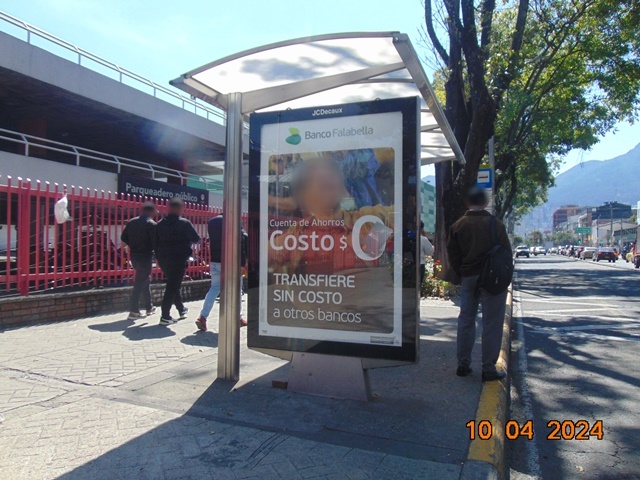 JCDecaux
Banco Falabella
Parqueadero público
Cuenta de Ahorros
Costo $0
TRANSFIERE
SIN COSTO
a otros bancos
10 04 2024